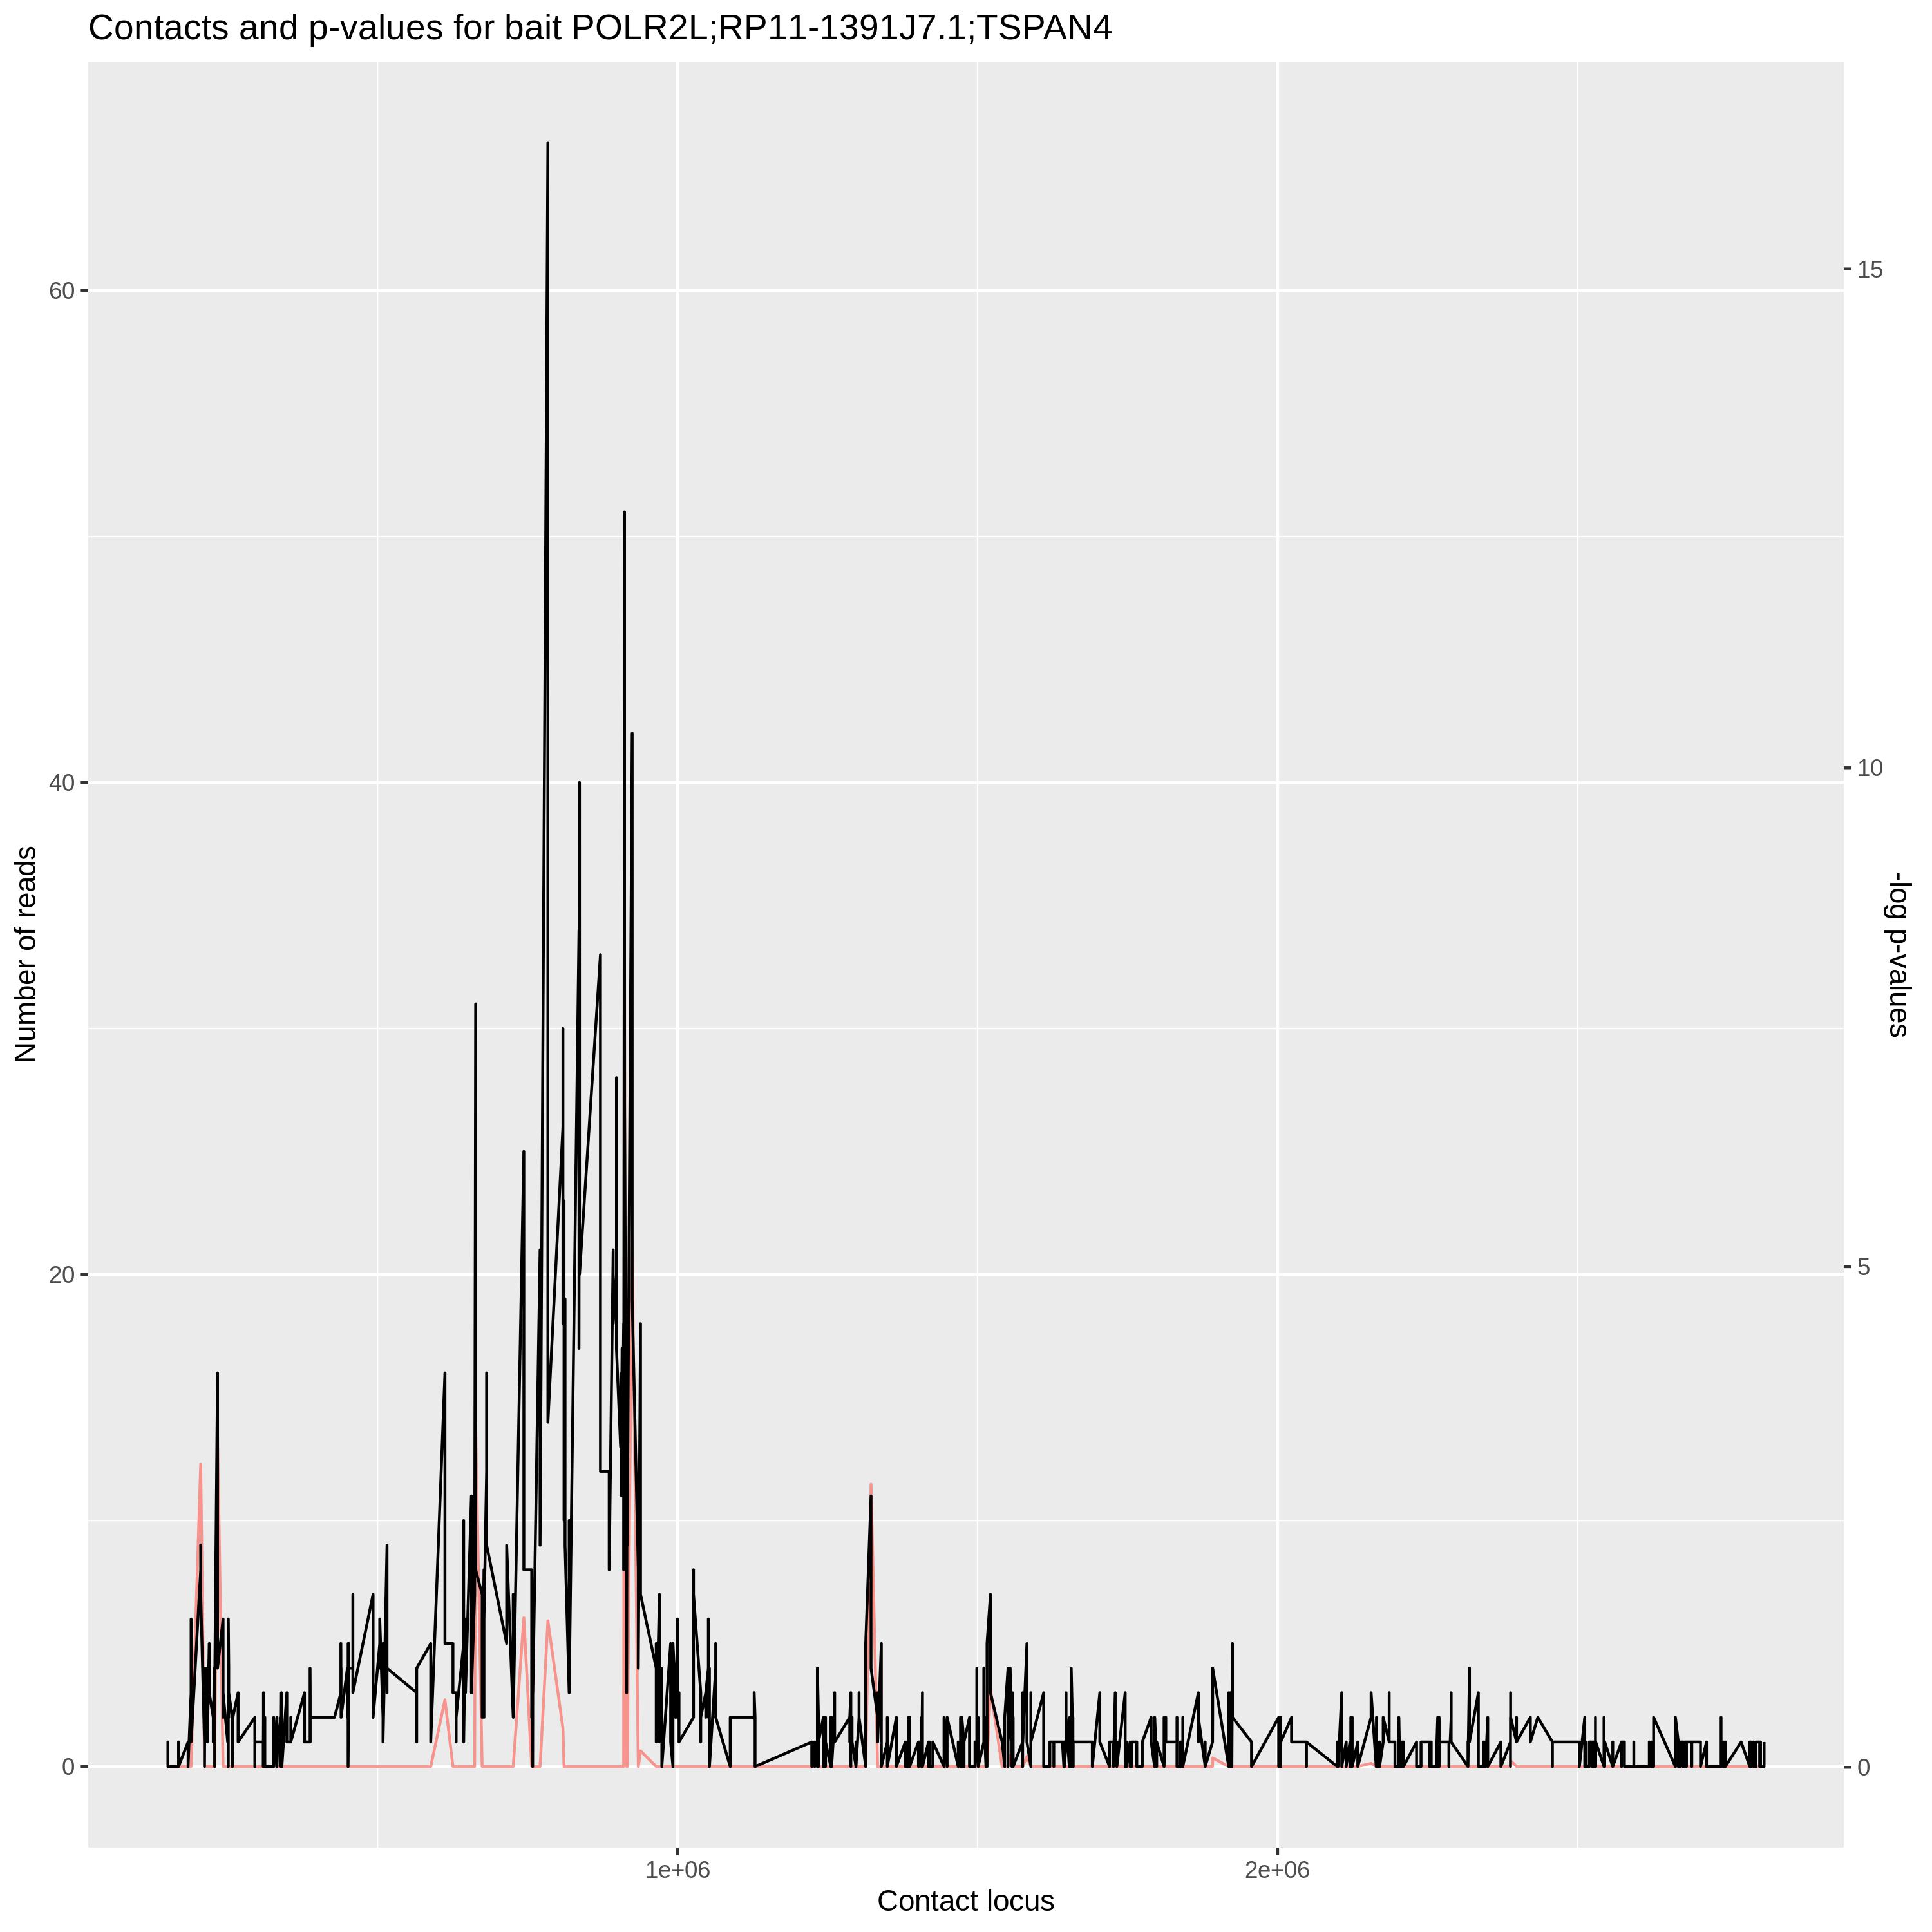 Contacts and p-values for bait POLR2L;RP11-1391J7.1;TSPAN4
60
40
20
0
Number of reads
15
10
5
0
-log p-values
1e+06
2e+06
Contact locus